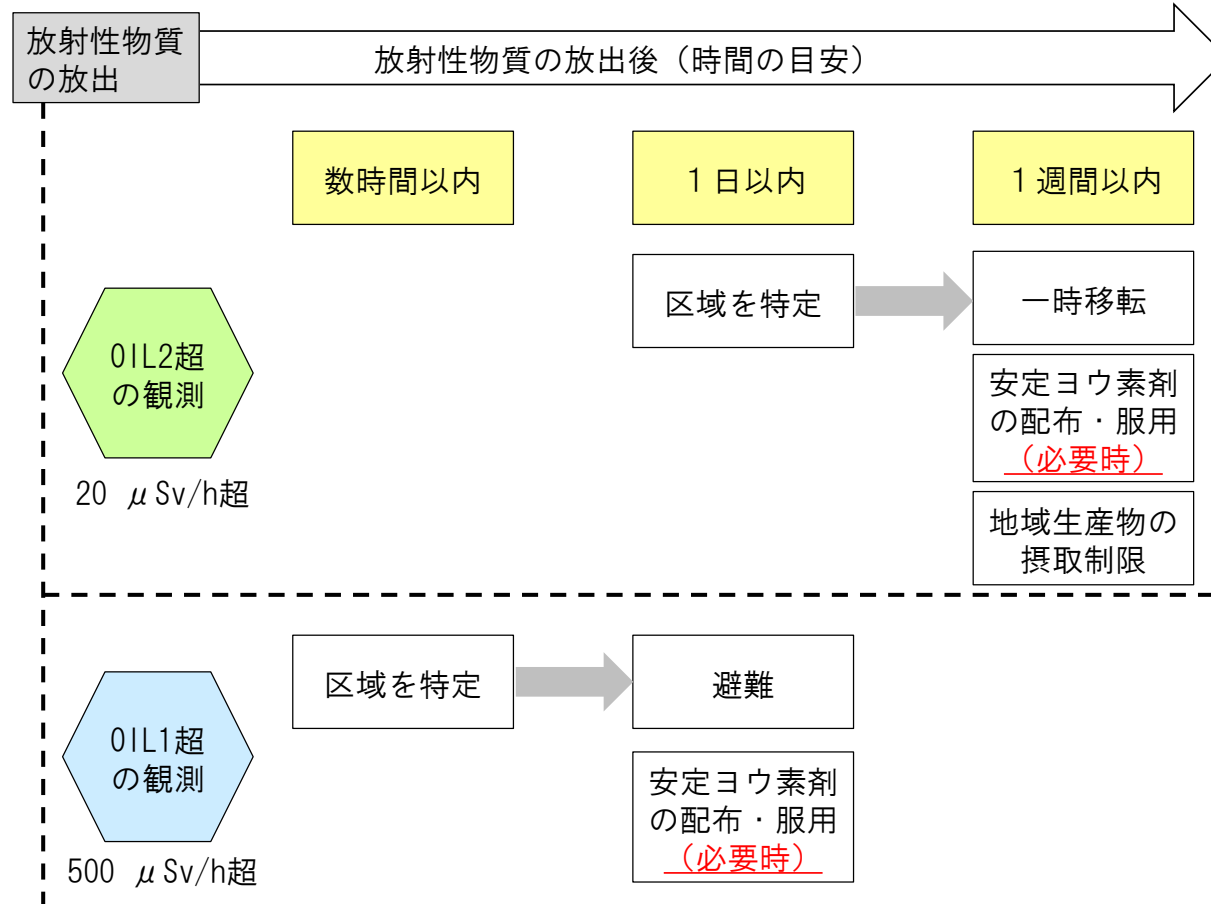 放射性物質
の放出
放射性物質の放出後（時間の目安）
数時間以内
１日以内
１週間以内
区域を特定
一時移転
OIL2超
の観測
20 μSv/h超
安定ヨウ素剤
の配布・服用
（必要時）
地域生産物の
摂取制限
区域を特定
避難
OIL1超
の観測
500 μSv/h超
安定ヨウ素剤
の配布・服用
（必要時）